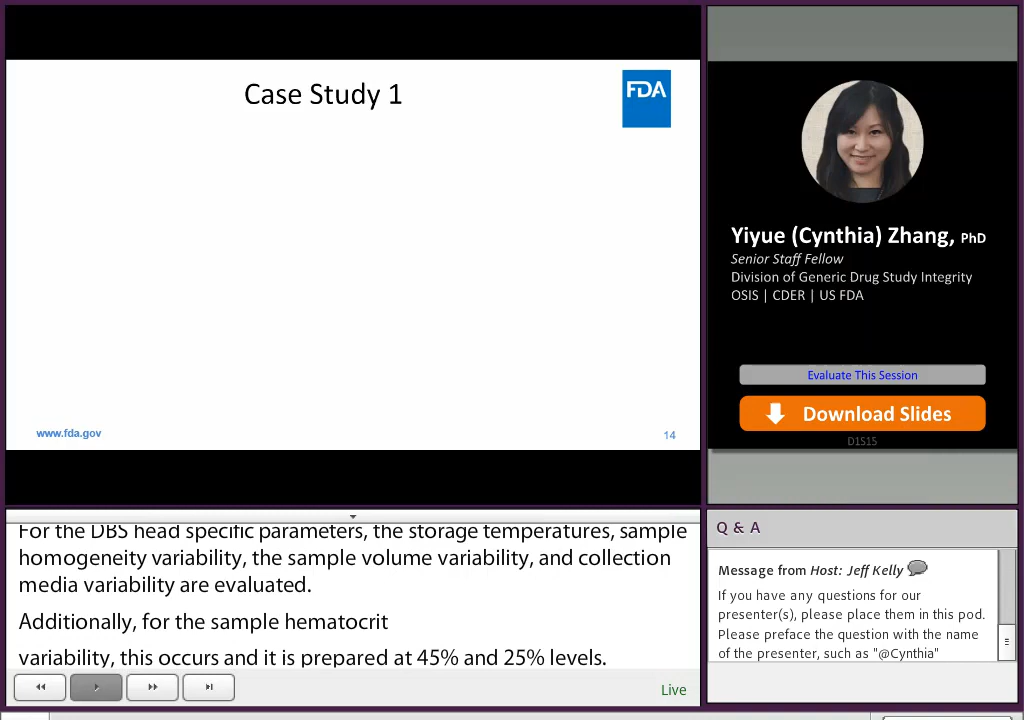 Case Study 1
FDA
www.fda.gov
14
Yiyue (Cynthia) Zhang, PhD
Senior Staff Fellow
Division of Generic Drug Study Integrity
OSIS | CDER | US FDA
Evaluate This Session
Download Slides
D1S15
For the DBS head specific parameters, the storage temperatures, sample
homogeneity variability, the sample volume variability, and collection
media variability are evaluated.
Additionally, for the sample hematocrit
variability, this occurs and it is prepared at 45% and 25% levels.
Live
Q & A
Message from Host: Jeff Kelly
If you have any questions for our
presenter(s), please place them in this pod.
Please preface the question with the name
of the presenter, such as "@Cynthia"